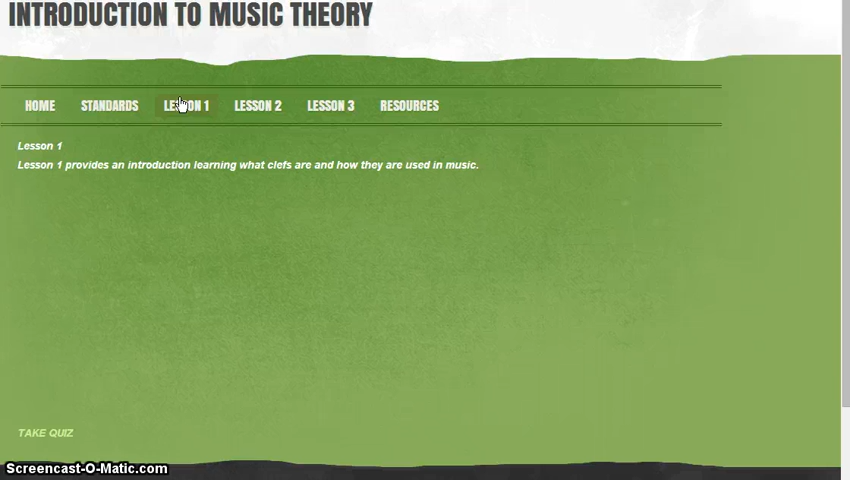 INTRODUCTION TO MUSIC THEORY
HOME STANDARDS LESSON 1 LESSON 2 LESSON 3 RESOURCES
Lesson 1
Lesson 1 provides an introduction learning what clefs are and how they are used in music.
TAKE QUIZ
Screencast-O-Matic.com